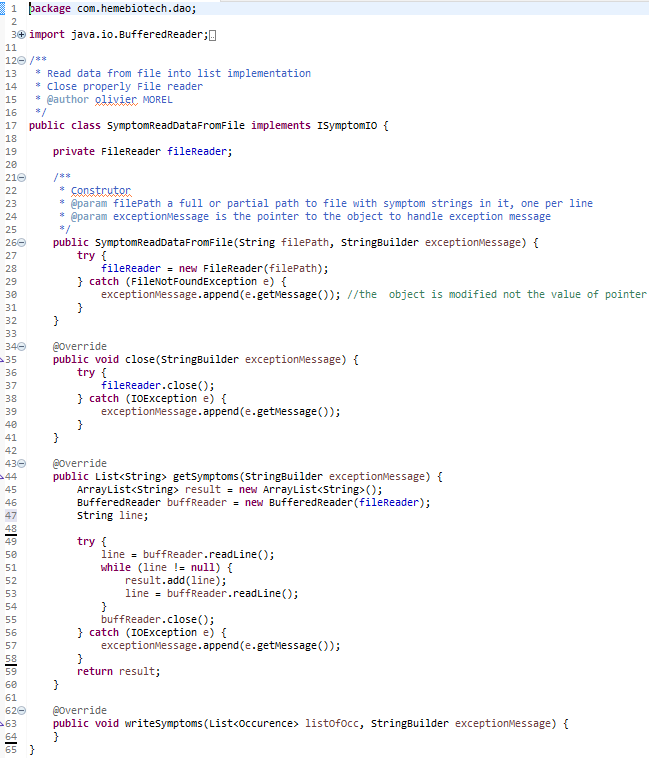 1 package com.hemebiotech.dao;
2
3 import java.io.BufferedReader;
11
12 /**
13  * Read data from file into list implementation
14  * Close properly File reader
15  * @author olivier MOREL
16  */
17 public class SymptomReadDataFromFile implements ISymptomIO {
18
19     private FileReader fileReader;
20
21     /**
22      * Construtor
23      * @param filePath a full or partial path to file with symptom strings in it, one per line
24      * @param exceptionMessage is the pointer to the object to handle exception message
25      */
26     public SymptomReadDataFromFile(String filePath, StringBuilder exceptionMessage) {
27         try {
28             fileReader = new FileReader(filePath);
29         } catch (FileNotFoundException e) {
30             exceptionMessage.append(e.getMessage()); //the  object is modified not the value of pointer
31         }
32     }
33
34     @Override
35     public void close(StringBuilder exceptionMessage) {
36         try {
37             fileReader.close();
38         } catch (IOException e) {
39             exceptionMessage.append(e.getMessage());
40         }
41     }
42
43     @Override
44     public List<String> getSymptoms(StringBuilder exceptionMessage) {
45         ArrayList<String> result = new ArrayList<String>();
46         BufferedReader buffReader = new BufferedReader(fileReader);
47         String line;
48
49         try {
50             line = buffReader.readLine();
51             while (line != null) {
52                 result.add(line);
53                 line = buffReader.readLine();
54             }
55             buffReader.close();
56         } catch (IOException e) {
57             exceptionMessage.append(e.getMessage());
58         }
59         return result;
60     }
61
62     @Override
63     public void writeSymptoms(List<Occurence> listOfOcc, StringBuilder exceptionMessage) {
64     }
65 }